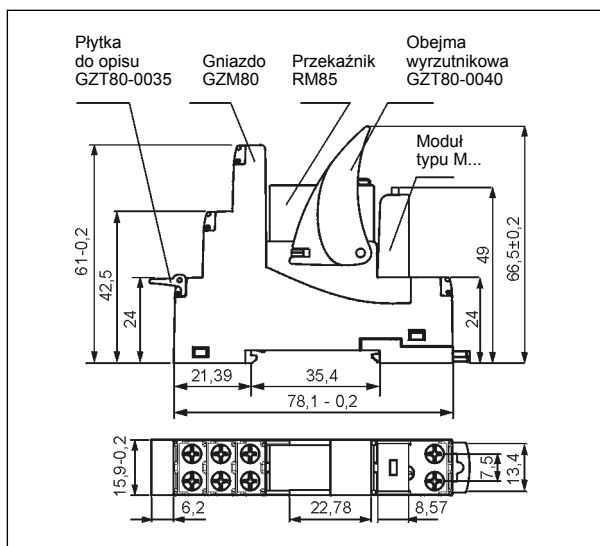 Płytka
do opisu
GZT80-0035
Gniazdo
GZM80
Przekaźnik
RM85
Obejma
wyrzutnikowa
GZT80-0040
Moduł
typu M...
61-0,2
42,5
24
24
49
66,5±0,2
21,39
35,4
78,1 - 0,2
15,9-0,2
6,2
22,78
8,57
7,5
13,4